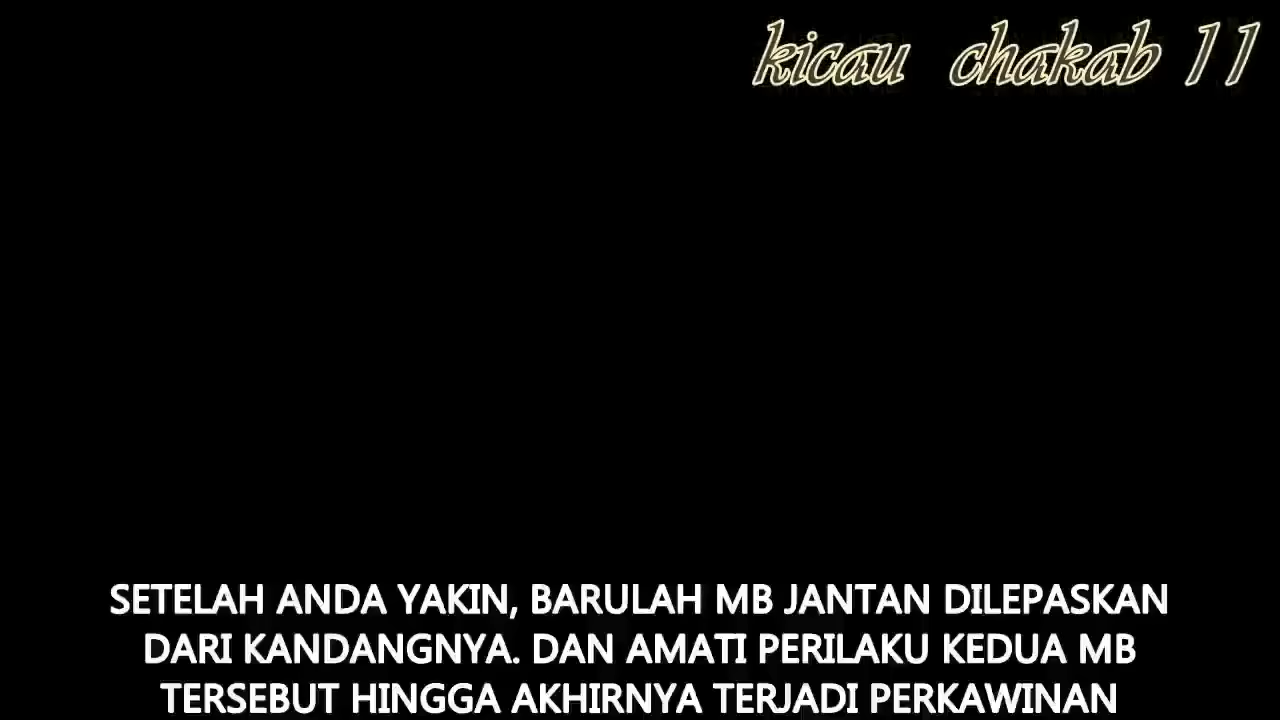 kicau chakab 11
SETELAH ANDA YAKIN, BARULAH MB JANTAN DILEPASKAN
DARI KANDANGNYA. DAN AMATI PERILAKU KEDUA MB
TERSEBUT HINGGA AKHIRNYA TERJADI PERKAWINAN